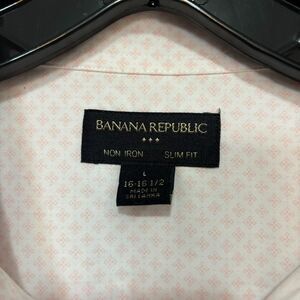 BANANA REPUBLIC
NON IRON SLIM FIT
L
16-16 1/2
MADE IN
SRI LANKA